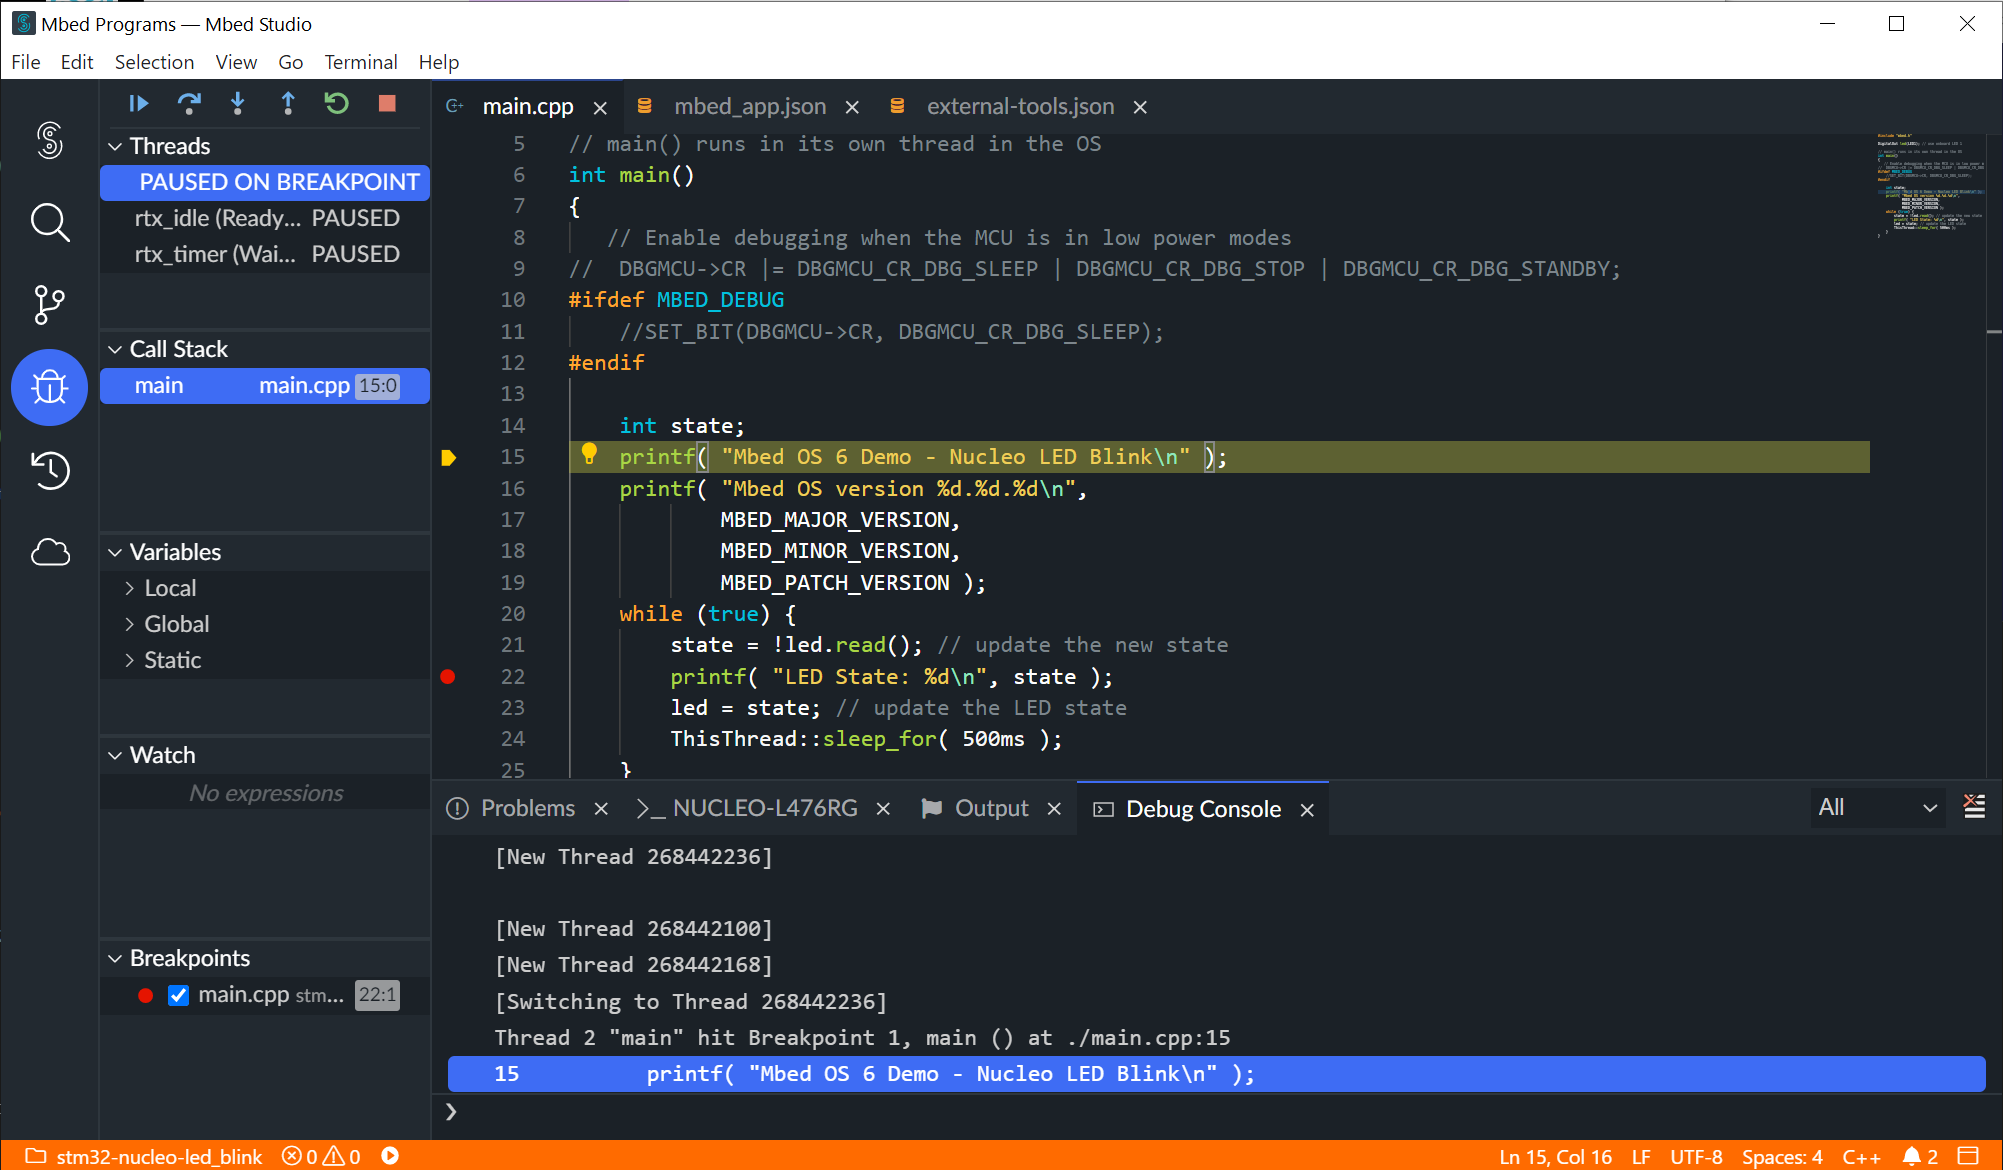 Mbed Programs — Mbed Studio
File Edit Selection View Go Terminal Help
main.cpp mbed_app.json external-tools.json
Threads
PAUSED ON BREAKPOINT
rtx_idle (Ready... PAUSED
rtx_timer (Wai... PAUSED
Call Stack
main main.cpp 15:0
Variables
Local
Global
Static
Watch
No expressions
Breakpoints
main.cpp stm... 22:1
5 // main() runs in its own thread in the OS
6 int main()
7 {
8 // Enable debugging when the MCU is in low power modes
9 // DBGMCU->CR |= DBGMCU_CR_DBG_SLEEP | DBGMCU_CR_DBG_STOP | DBGMCU_CR_DBG_STANDBY;
10 #ifdef MBED_DEBUG
11 //SET_BIT(DBGMCU->CR, DBGMCU_CR_DBG_SLEEP);
12 #endif
13
14 int state;
15 printf( "Mbed OS 6 Demo - Nucleo LED Blink\n" );
16 printf( "Mbed OS version %d.%d.%d\n",
17 MBED_MAJOR_VERSION,
18 MBED_MINOR_VERSION,
19 MBED_PATCH_VERSION );
20 while (true) {
21 state = !led.read(); // update the new state
22 printf( "LED State: %d\n", state );
23 led = state; // update the LED state
24 ThisThread::sleep_for( 500ms );
25 }
Problems >_ NUCLEO-L476RG Output Debug Console All
[New Thread 268442236]
[New Thread 268442100]
[New Thread 268442168]
[Switching to Thread 268442236]
Thread 2 "main" hit Breakpoint 1, main () at ./main.cpp:15
15 printf( "Mbed OS 6 Demo - Nucleo LED Blink\n" );
❯
stm32-nucleo-led_blink 0 0 Ln 15, Col 16 LF UTF-8 Spaces: 4 C++ 2